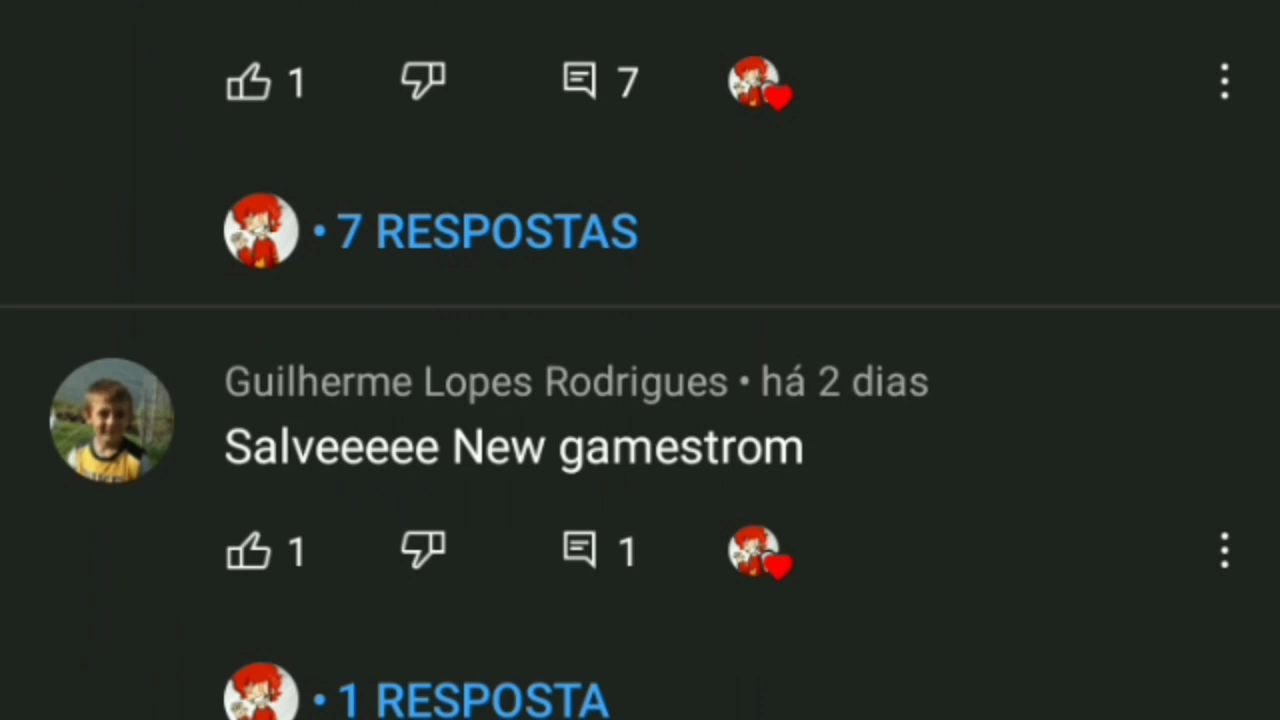 1 7
• 7 RESPOSTAS
Guilherme Lopes Rodrigues • há 2 dias
Salveeeee New gamestrom
1 1
• 1 RESPOSTA